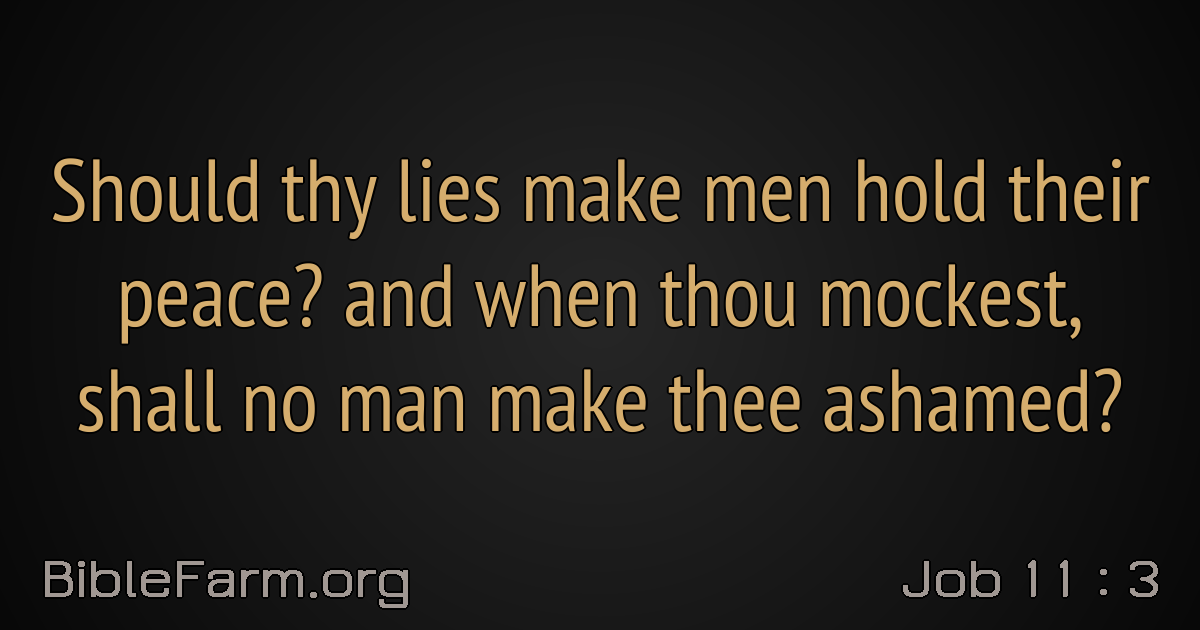 Should thy lies make men hold their
peace? and when thou mockest,
shall no man make thee ashamed?
BibleFarm.org
Job 11 : 3